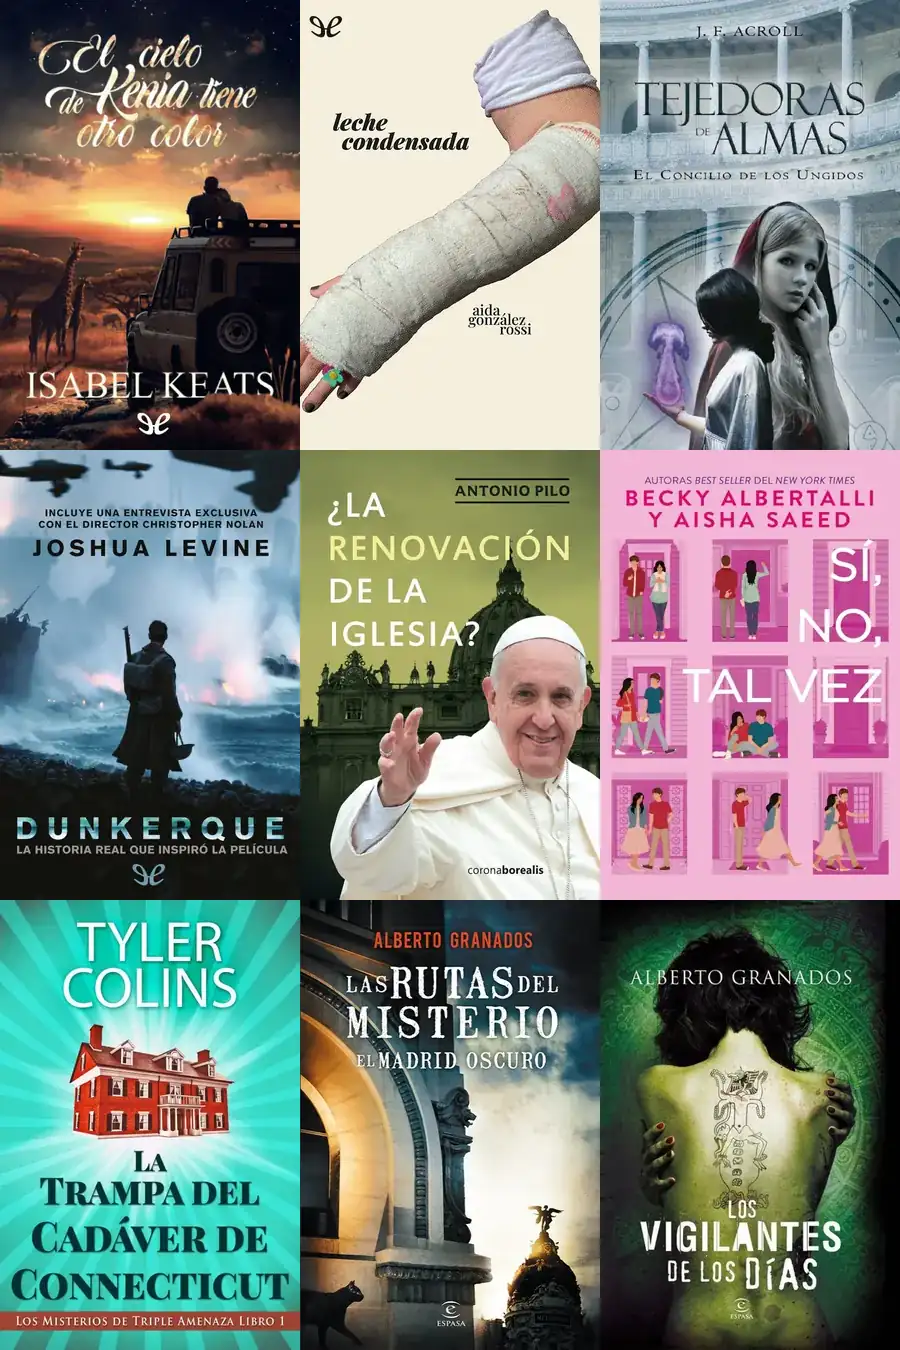 El cielo
de Kenia tiene
otro color
ISABEL KEATS
leche
condensada
aida
gonzález
rossi
J. F. ACROLL
TEJEDORAS
DE ALMAS
EL CONCILIO DE LOS UNGIDOS
INCLUYE UNA ENTREVISTA EXCLUSIVA
CON EL DIRECTOR CHRISTOPHER NOLAN
JOSHUA LEVINE
DUNKERQUE
LA HISTORIA REAL QUE INSPIRÓ LA PELÍCULA
ANTONIO PILO
¿LA
RENOVACIÓN
DE LA
IGLESIA?
coronaborealis
AUTORAS BEST SELLER DEL NEW YORK TIMES
BECKY ALBERTALLI
Y AISHA SAEED
SÍ,
NO,
TAL VEZ
TYLER
COLINS
LA
TRAMPA DEL
CADÁVER DE
CONNECTICUT
LOS MISTERIOS DE TRIPLE AMENAZA LIBRO 1
ALBERTO GRANADOS
LAS RUTAS DEL
MISTERIO
EL MADRID OSCURO
e
ESPASA
ALBERTO GRANADOS
LOS
VIGILANTES
DE LOS DÍAS
e
ESPASA